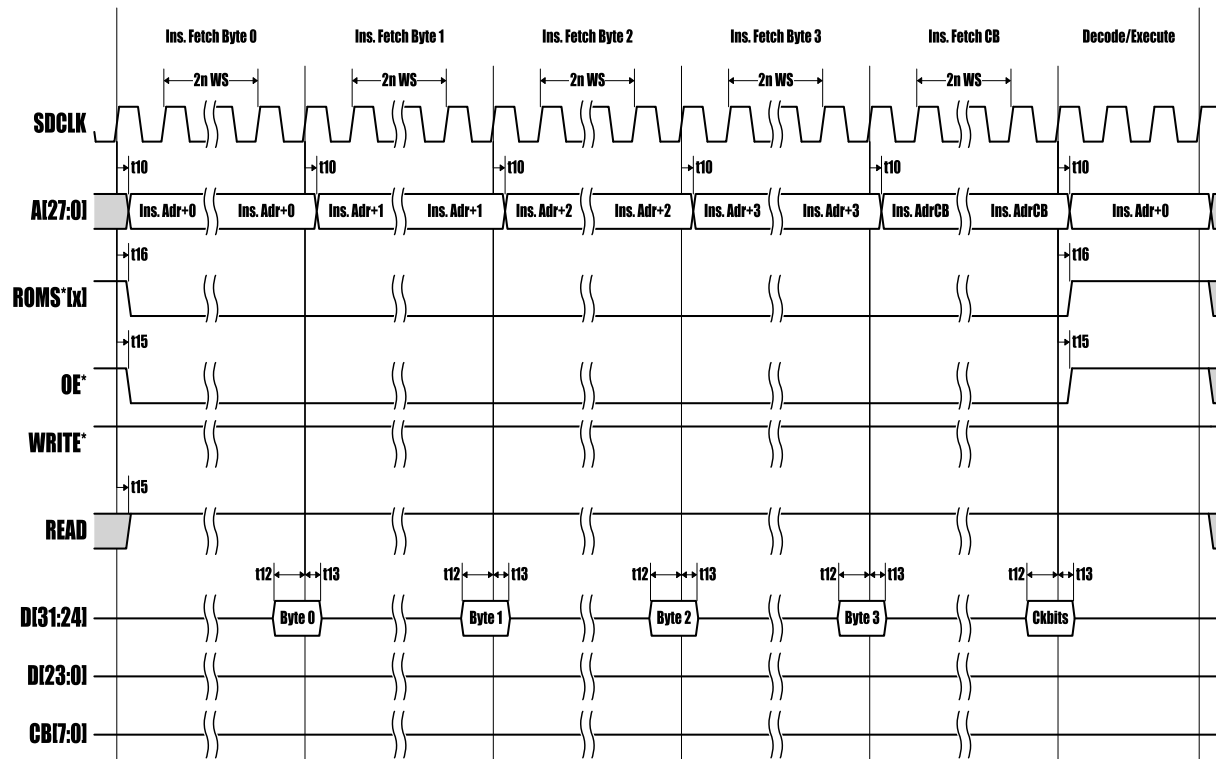 Ins. Fetch Byte 0 Ins. Fetch Byte 1 Ins. Fetch Byte 2 Ins. Fetch Byte 3 Ins. Fetch CB Decode/Execute
2n WS 2n WS 2n WS 2n WS 2n WS
SDCLK
t10 t10 t10 t10 t10 t10
A[27:0] Ins. Adr+0 Ins. Adr+0 Ins. Adr+1 Ins. Adr+1 Ins. Adr+2 Ins. Adr+2 Ins. Adr+3 Ins. Adr+3 Ins. AdrCB Ins. AdrCB Ins. Adr+0
t16 t16
ROMS*[x]
t15 t15
OE*
WRITE*
t15
READ
t12 t13 t12 t13 t12 t13 t12 t13 t12 t13
D[31:24] Byte 0 Byte 1 Byte 2 Byte 3 Ckbits
D[23:0]
CB[7:0]